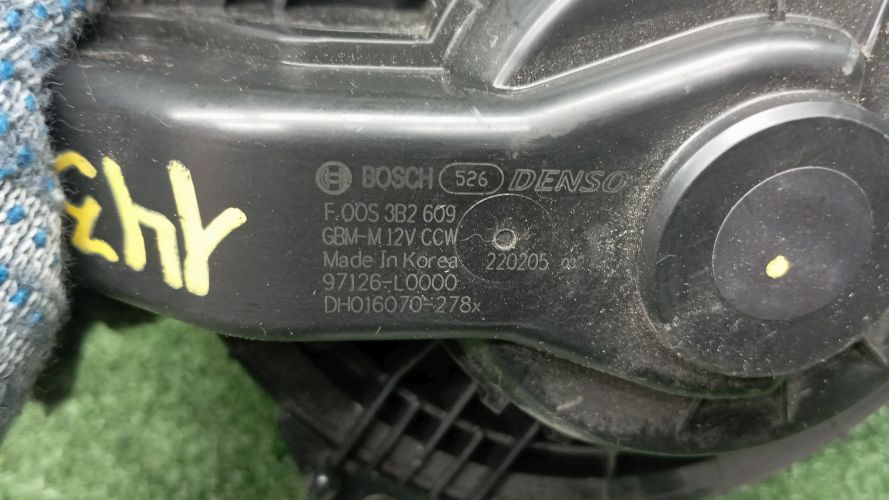 BOSCH 526 DENSO
F.00S 3B2 609
GBM-M 12V CCW
Made In Korea 220205
97126-L0000
DH016070-278x